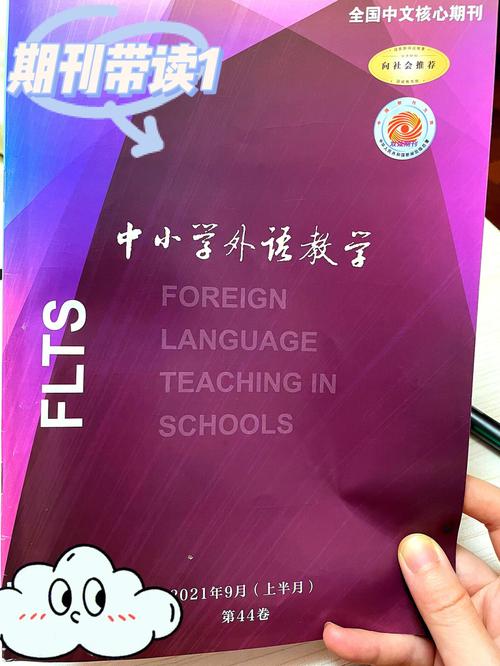 全国中文核心期刊
期刊带读1
向社会推荐
中小学外语教学
FOREIGN
LANGUAGE
TEACHING IN
SCHOOLS
FLTS
2021年9月(上半月)
第44卷